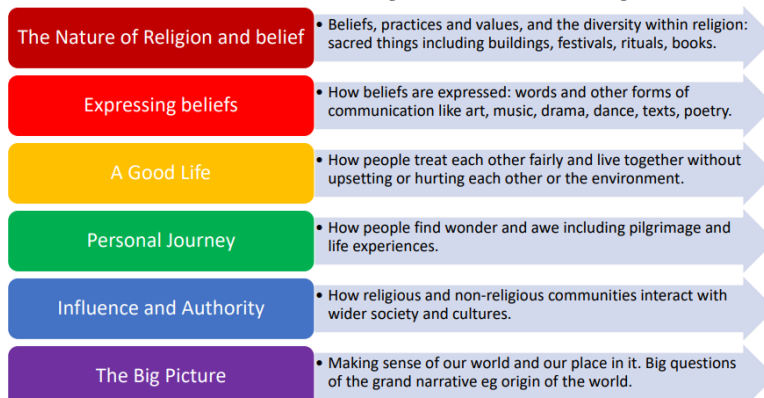 The Nature of Religion and belief
• Beliefs, practices and values, and the diversity within religion:
sacred things including buildings, festivals, rituals, books.
Expressing beliefs
• How beliefs are expressed: words and other forms of
communication like art, music, drama, dance, texts, poetry.
A Good Life
• How people treat each other fairly and live together without
upsetting or hurting each other or the environment.
Personal Journey
• How people find wonder and awe including pilgrimage and
life experiences.
Influence and Authority
• How religious and non-religious communities interact with
wider society and cultures.
The Big Picture
• Making sense of our world and our place in it. Big questions
of the grand narrative eg origin of the world.